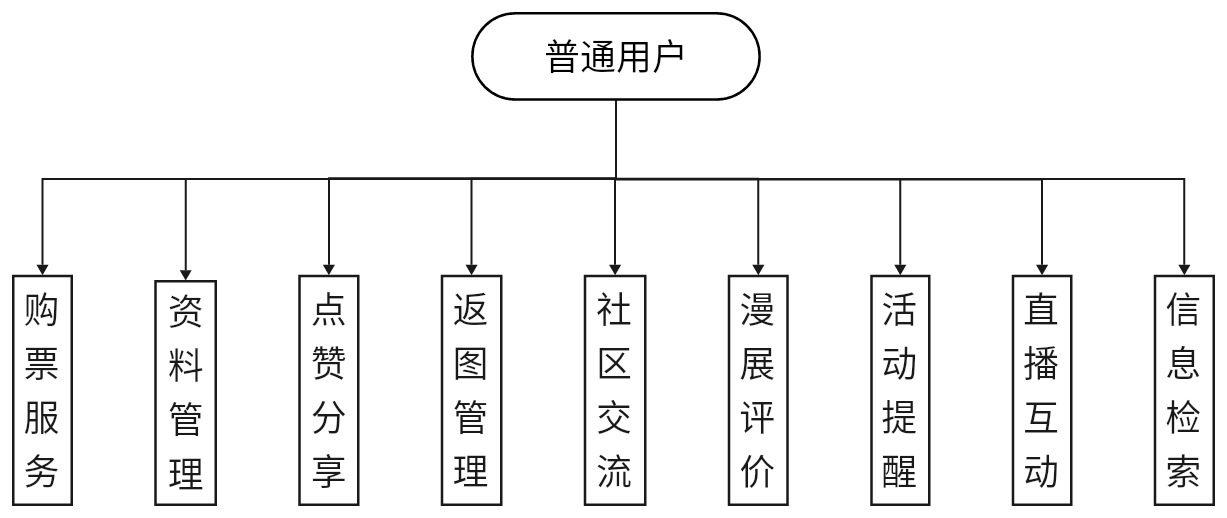 普通用户
购票服务
资料管理
点赞分享
返图管理
社区交流
漫展评价
活动提醒
直播互动
信息检索